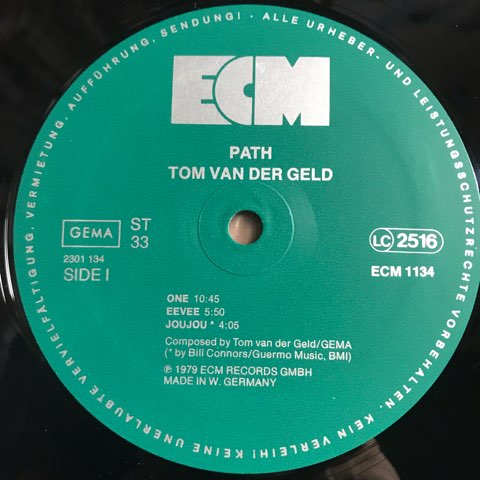 ALLE URHEBER- UND LEISTUNGSSCHUTZRECHTE VORBEHALTEN. KEIN VERLEIH! KEINE UNERLAUBTE VERVIELFÄLTIGUNG, VERMIETUNG, AUFFÜHRUNG, SENDUNG! ·
ECM
PATH
TOM VAN DER GELD
GEMA
ST
33
2301 134
SIDE I
LC 2516
ECM 1134
ONE 10:45
EEVEE 5:50
JOUJOU * 4:05
Composed by Tom van der Geld/GEMA
(* by Bill Connors/Guermo Music, BMI)
℗ 1979 ECM RECORDS GMBH
MADE IN W. GERMANY